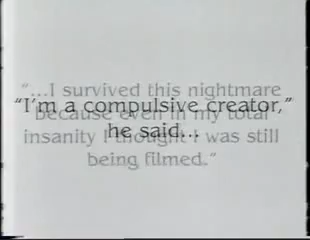 "...I survived this nightmare
"I'm a compulsive creator,"
because even in my total
he said...
insanity I thought I was still
being filmed."